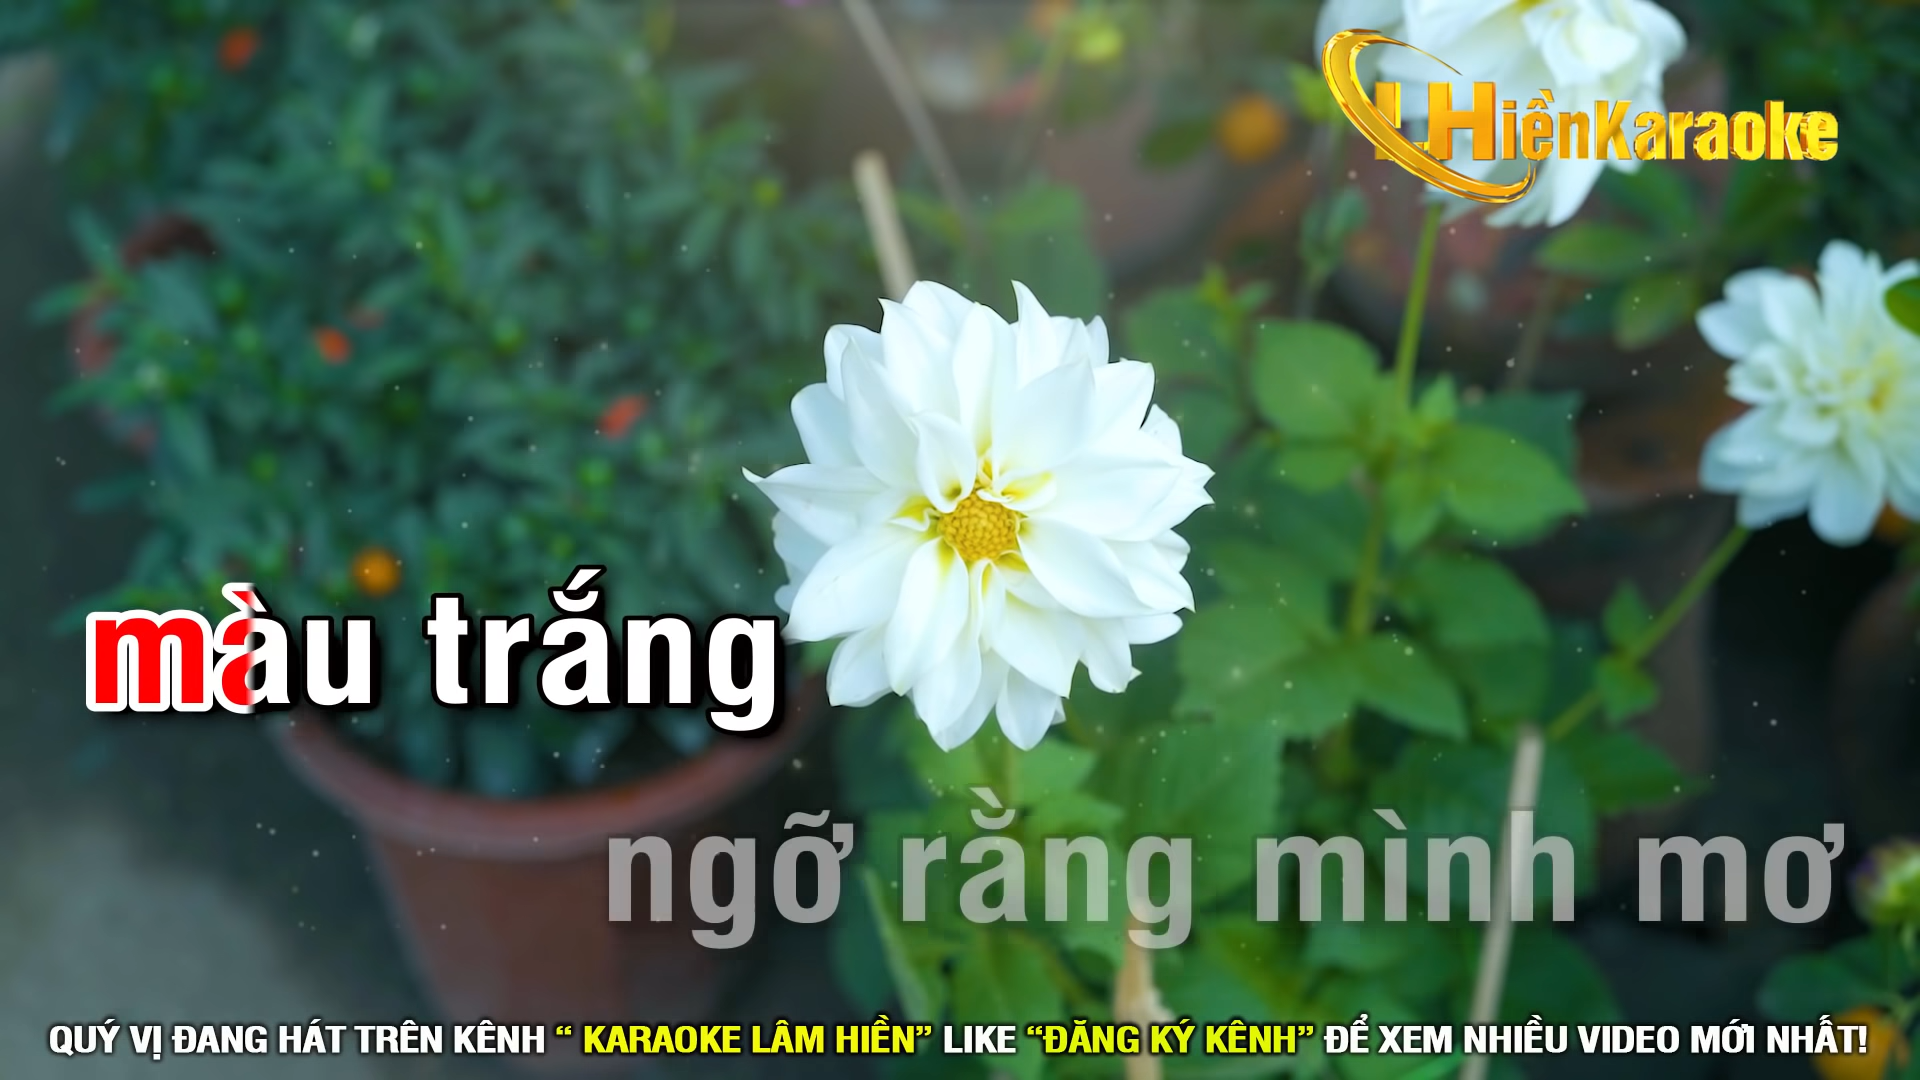 LHiềnKaraoke
màu trắng
ngỡ rằng mình mơ
QUÝ VỊ ĐANG HÁT TRÊN KÊNH “ KARAOKE LÂM HIỀN” LIKE “ĐĂNG KÝ KÊNH” ĐỂ XEM NHIỀU VIDEO MỚI NHẤT!